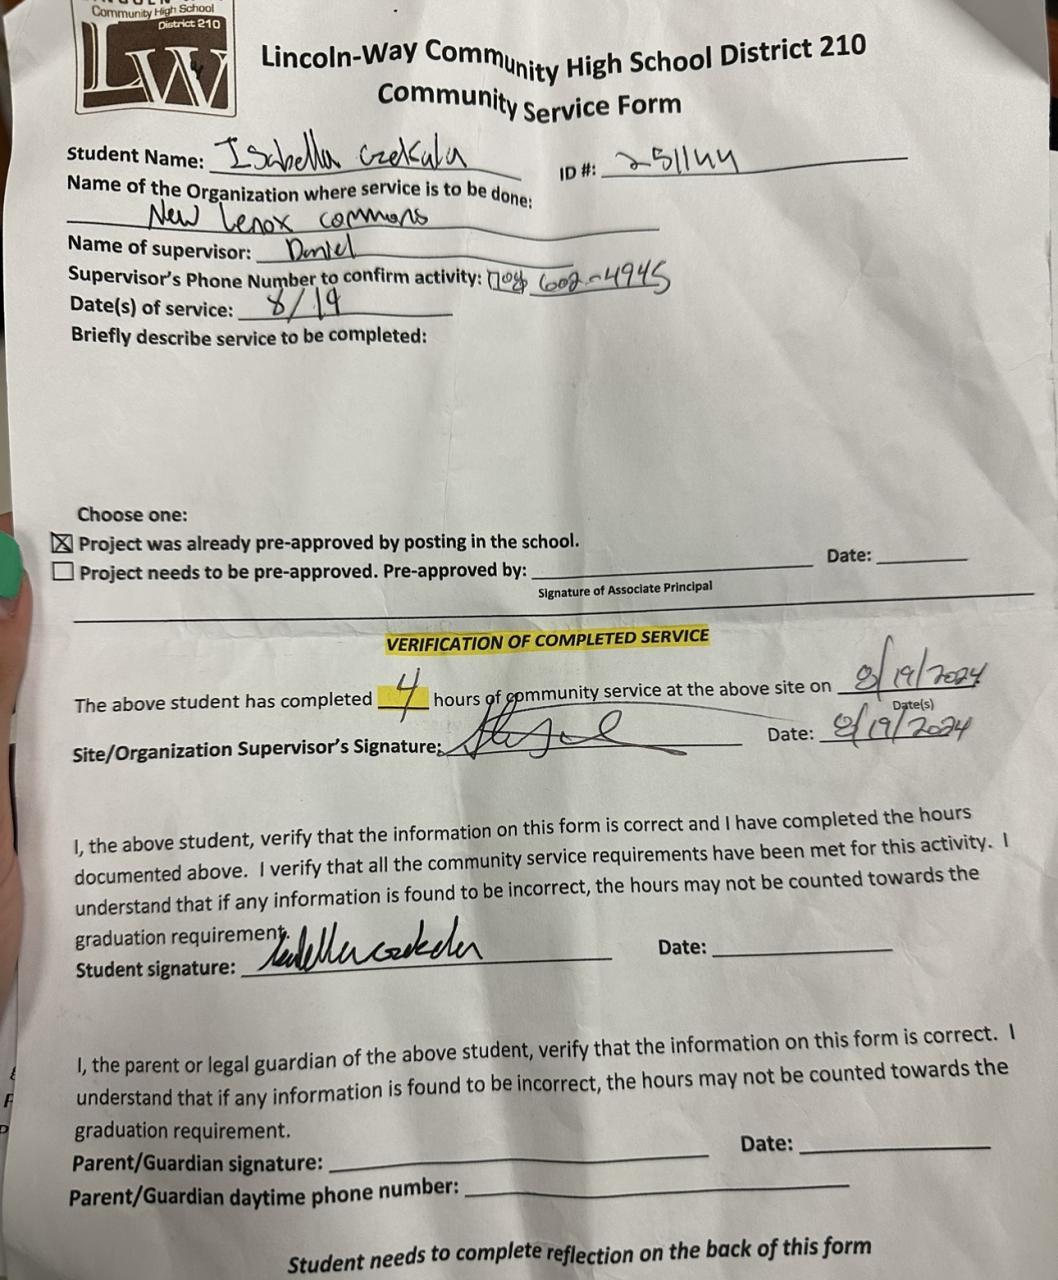 Community High School
District 210
LW
Lincoln-Way Community High School District 210
Community Service Form
Student Name: Isabella Czekala ID #: 251144
Name of the Organization where service is to be done:
New Lenox commons
Name of supervisor: Daniel
Supervisor's Phone Number to confirm activity: 708 602-4945
Date(s) of service: 8/19
Briefly describe service to be completed:
Choose one:
☒ Project was already pre-approved by posting in the school.
☐ Project needs to be pre-approved. Pre-approved by: Date:
Signature of Associate Principal
VERIFICATION OF COMPLETED SERVICE
The above student has completed 4 hours of community service at the above site on 8/19/2024
Date(s)
Site/Organization Supervisor's Signature: Date: 8/19/2024
I, the above student, verify that the information on this form is correct and I have completed the hours
documented above. I verify that all the community service requirements have been met for this activity. I
understand that if any information is found to be incorrect, the hours may not be counted towards the
graduation requirement.
Student signature: Isabella Czekala Date:
I, the parent or legal guardian of the above student, verify that the information on this form is correct. I
understand that if any information is found to be incorrect, the hours may not be counted towards the
graduation requirement.
Parent/Guardian signature: Date:
Parent/Guardian daytime phone number:
Student needs to complete reflection on the back of this form